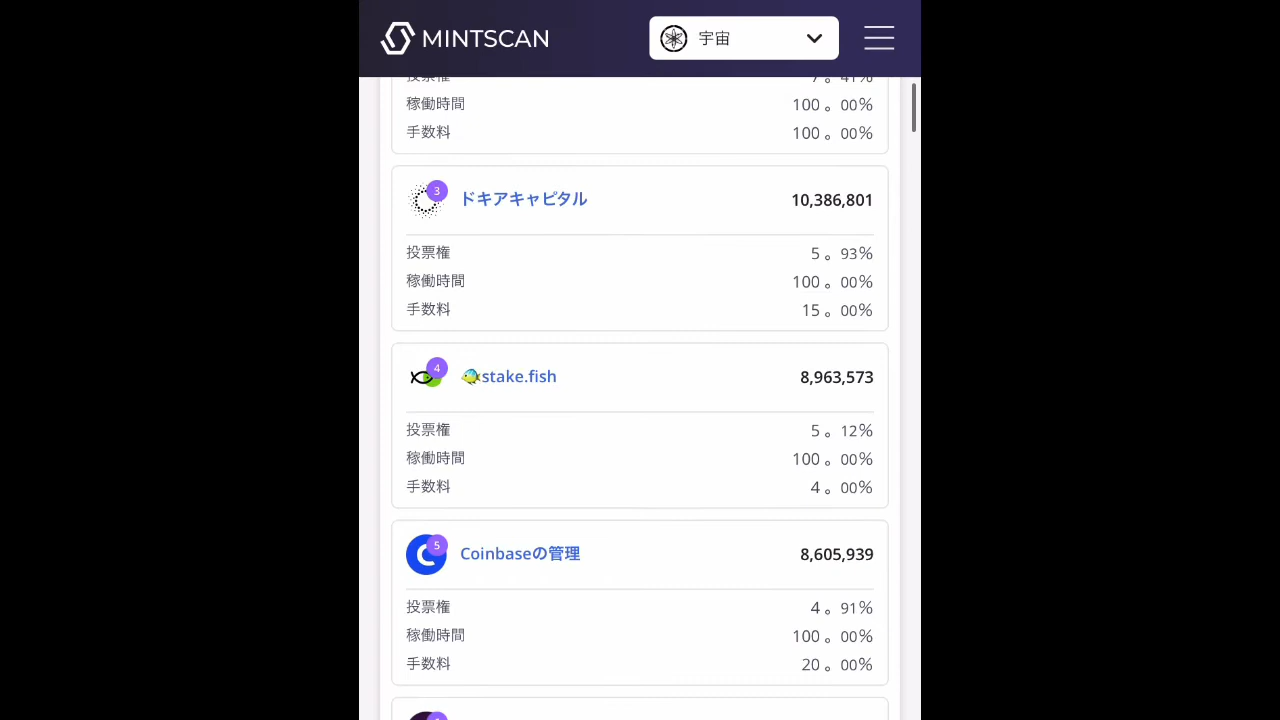 MINTSCAN
宇宙
投票権 7 。 41%
稼働時間 100 。 00%
手数料 100 。 00%
3
ドキアキャピタル 10,386,801
投票権 5 。 93%
稼働時間 100 。 00%
手数料 15 。 00%
4
🐠stake.fish 8,963,573
投票権 5 。 12%
稼働時間 100 。 00%
手数料 4 。 00%
5
Coinbaseの管理 8,605,939
投票権 4 。 91%
稼働時間 100 。 00%
手数料 20 。 00%